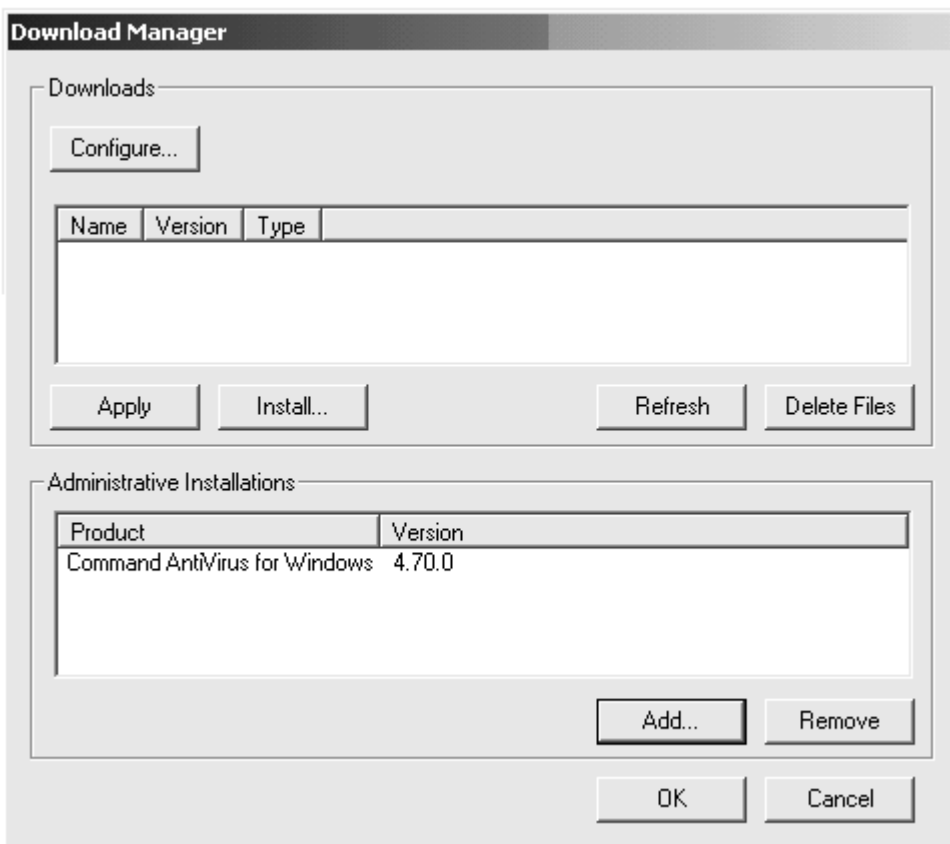 Download Manager
Downloads
Configure...
Name Version Type
Apply Install... Refresh Delete Files
Administrative Installations
Product Version
Command AntiVirus for Windows 4.70.0
Add... Remove
OK Cancel